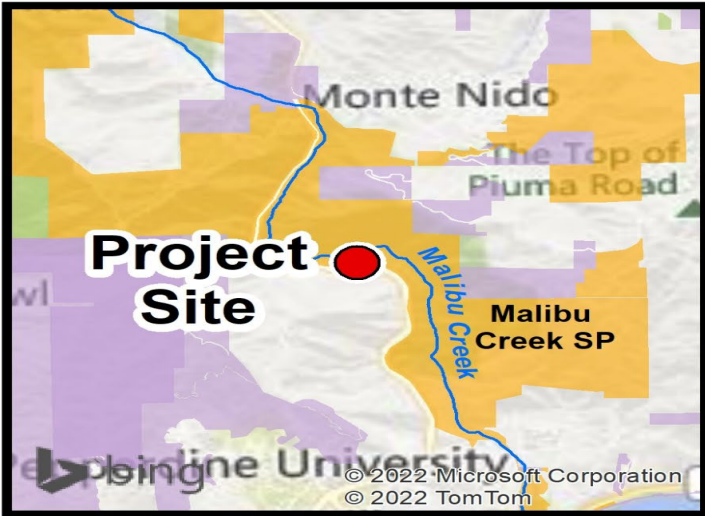 Monte Nido
The Top of
Piuma Road
Project
Site
wl
Malibu Creek
Malibu
Creek SP
Pepperdine University
bing
© 2022 Microsoft Corporation
© 2022 TomTom